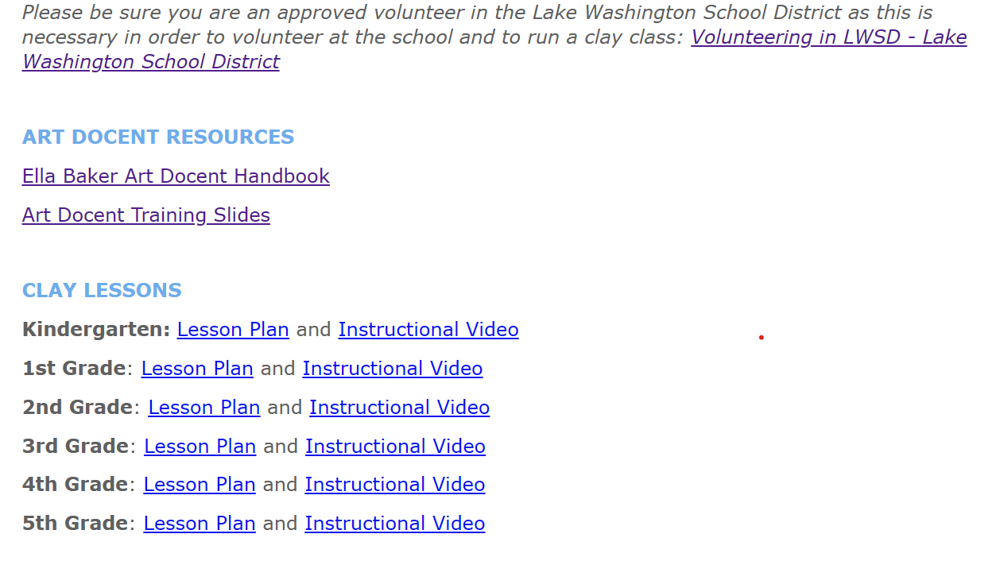 Please be sure you are an approved volunteer in the Lake Washington School District as this is
necessary in order to volunteer at the school and to run a clay class: Volunteering in LWSD - Lake
Washington School District
ART DOCENT RESOURCES
Ella Baker Art Docent Handbook
Art Docent Training Slides
CLAY LESSONS
Kindergarten: Lesson Plan and Instructional Video
1st Grade: Lesson Plan and Instructional Video
2nd Grade: Lesson Plan and Instructional Video
3rd Grade: Lesson Plan and Instructional Video
4th Grade: Lesson Plan and Instructional Video
5th Grade: Lesson Plan and Instructional Video